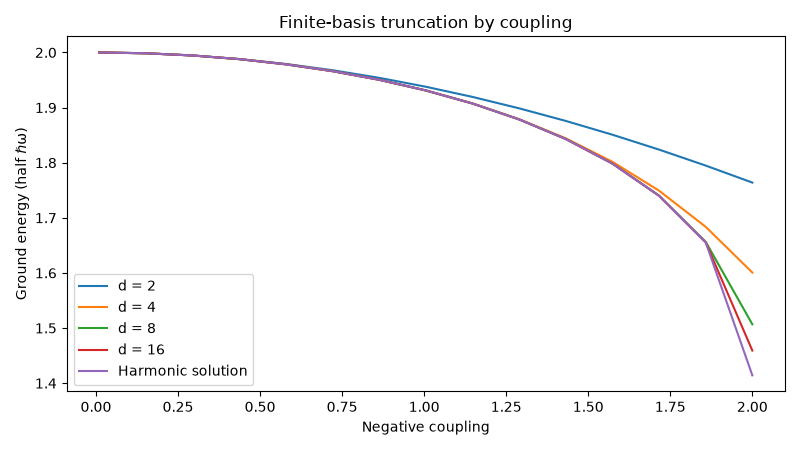 Finite-basis truncation by coupling
Ground energy (half ℏω)
2.0
1.9
1.8
1.7
1.6
1.5
1.4
d = 2
d = 4
d = 8
d = 16
Harmonic solution
0.00 0.25 0.50 0.75 1.00 1.25 1.50 1.75 2.00
Negative coupling